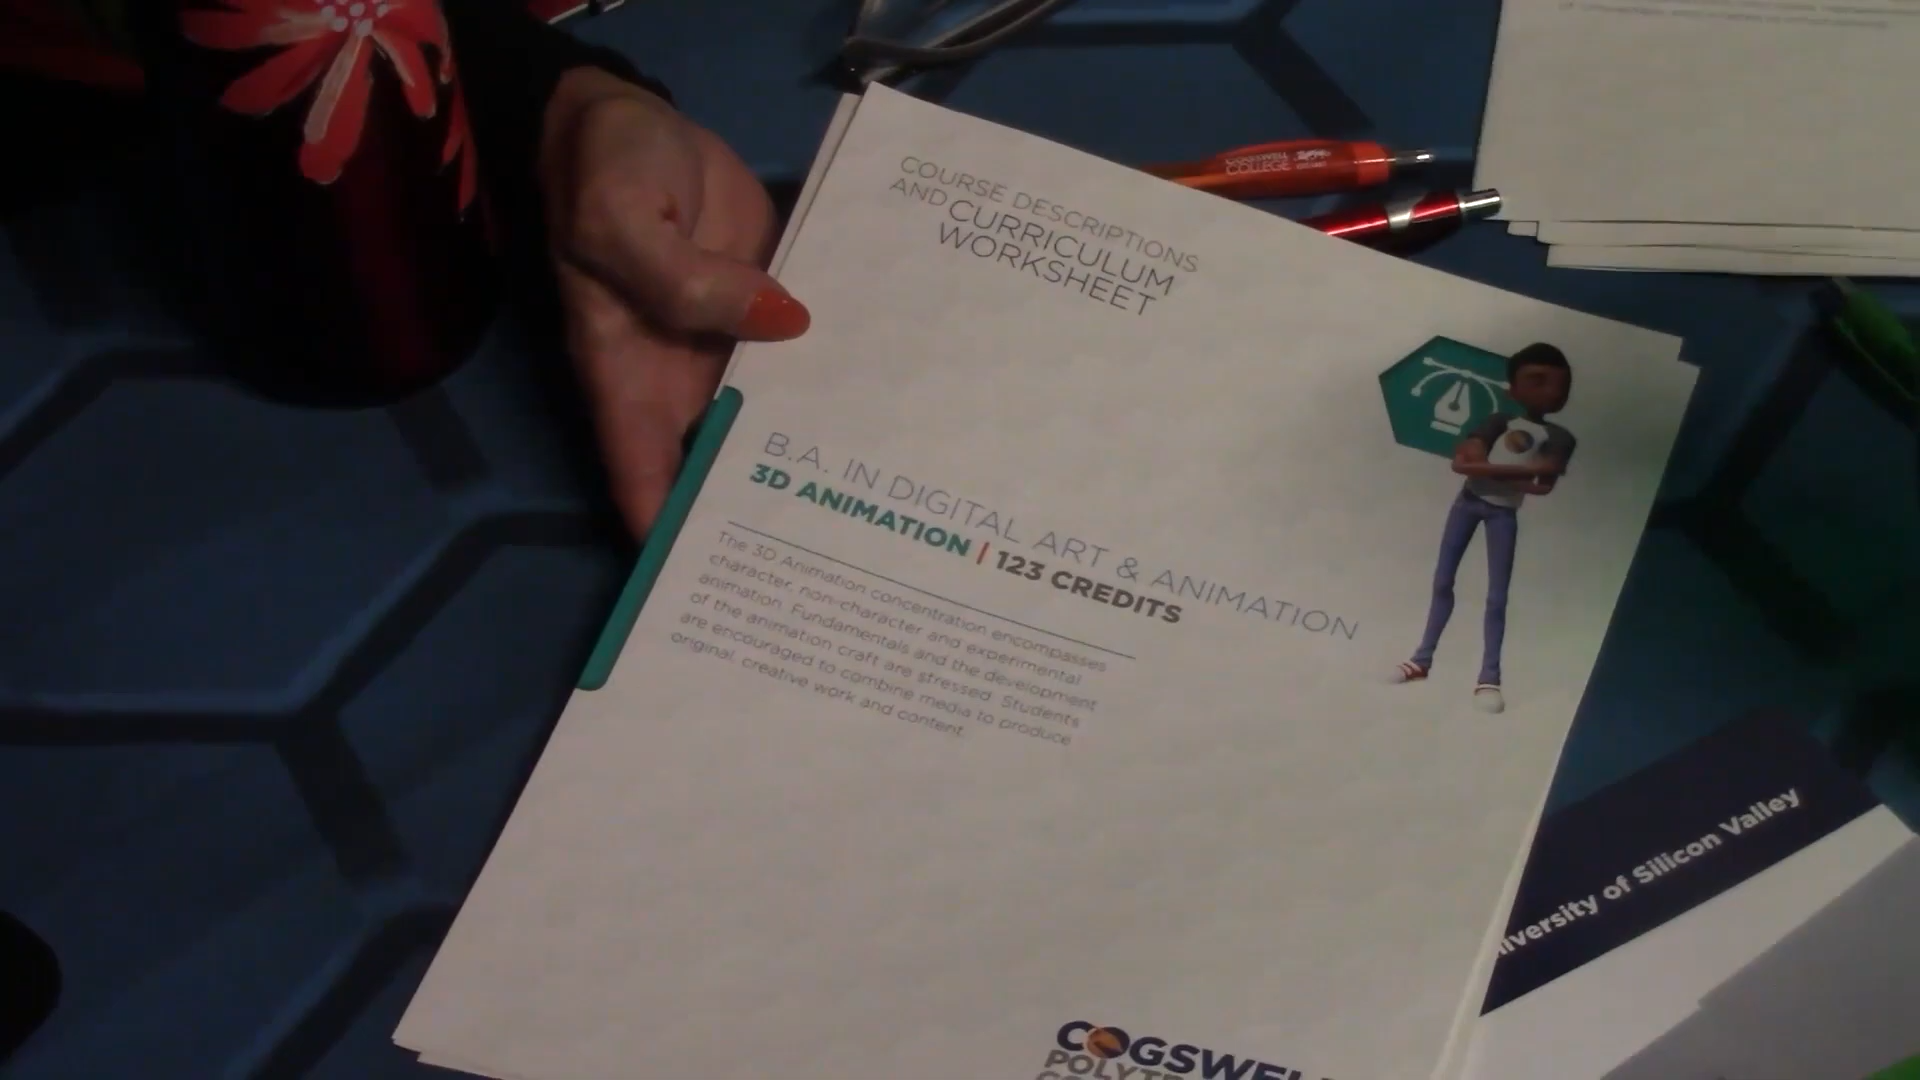 COURSE DESCRIPTIONS
AND CURRICULUM
WORKSHEET
B.A. IN DIGITAL ART & ANIMATION
3D ANIMATION | 123 CREDITS
The 3D Animation concentration encompasses
character, non-character and experimental
animation. Fundamentals and the development
of the animation craft are stressed. Students
are encouraged to combine media to produce
original, creative work and content.
COGSWELL
COLLEGE
of Silicon Valley